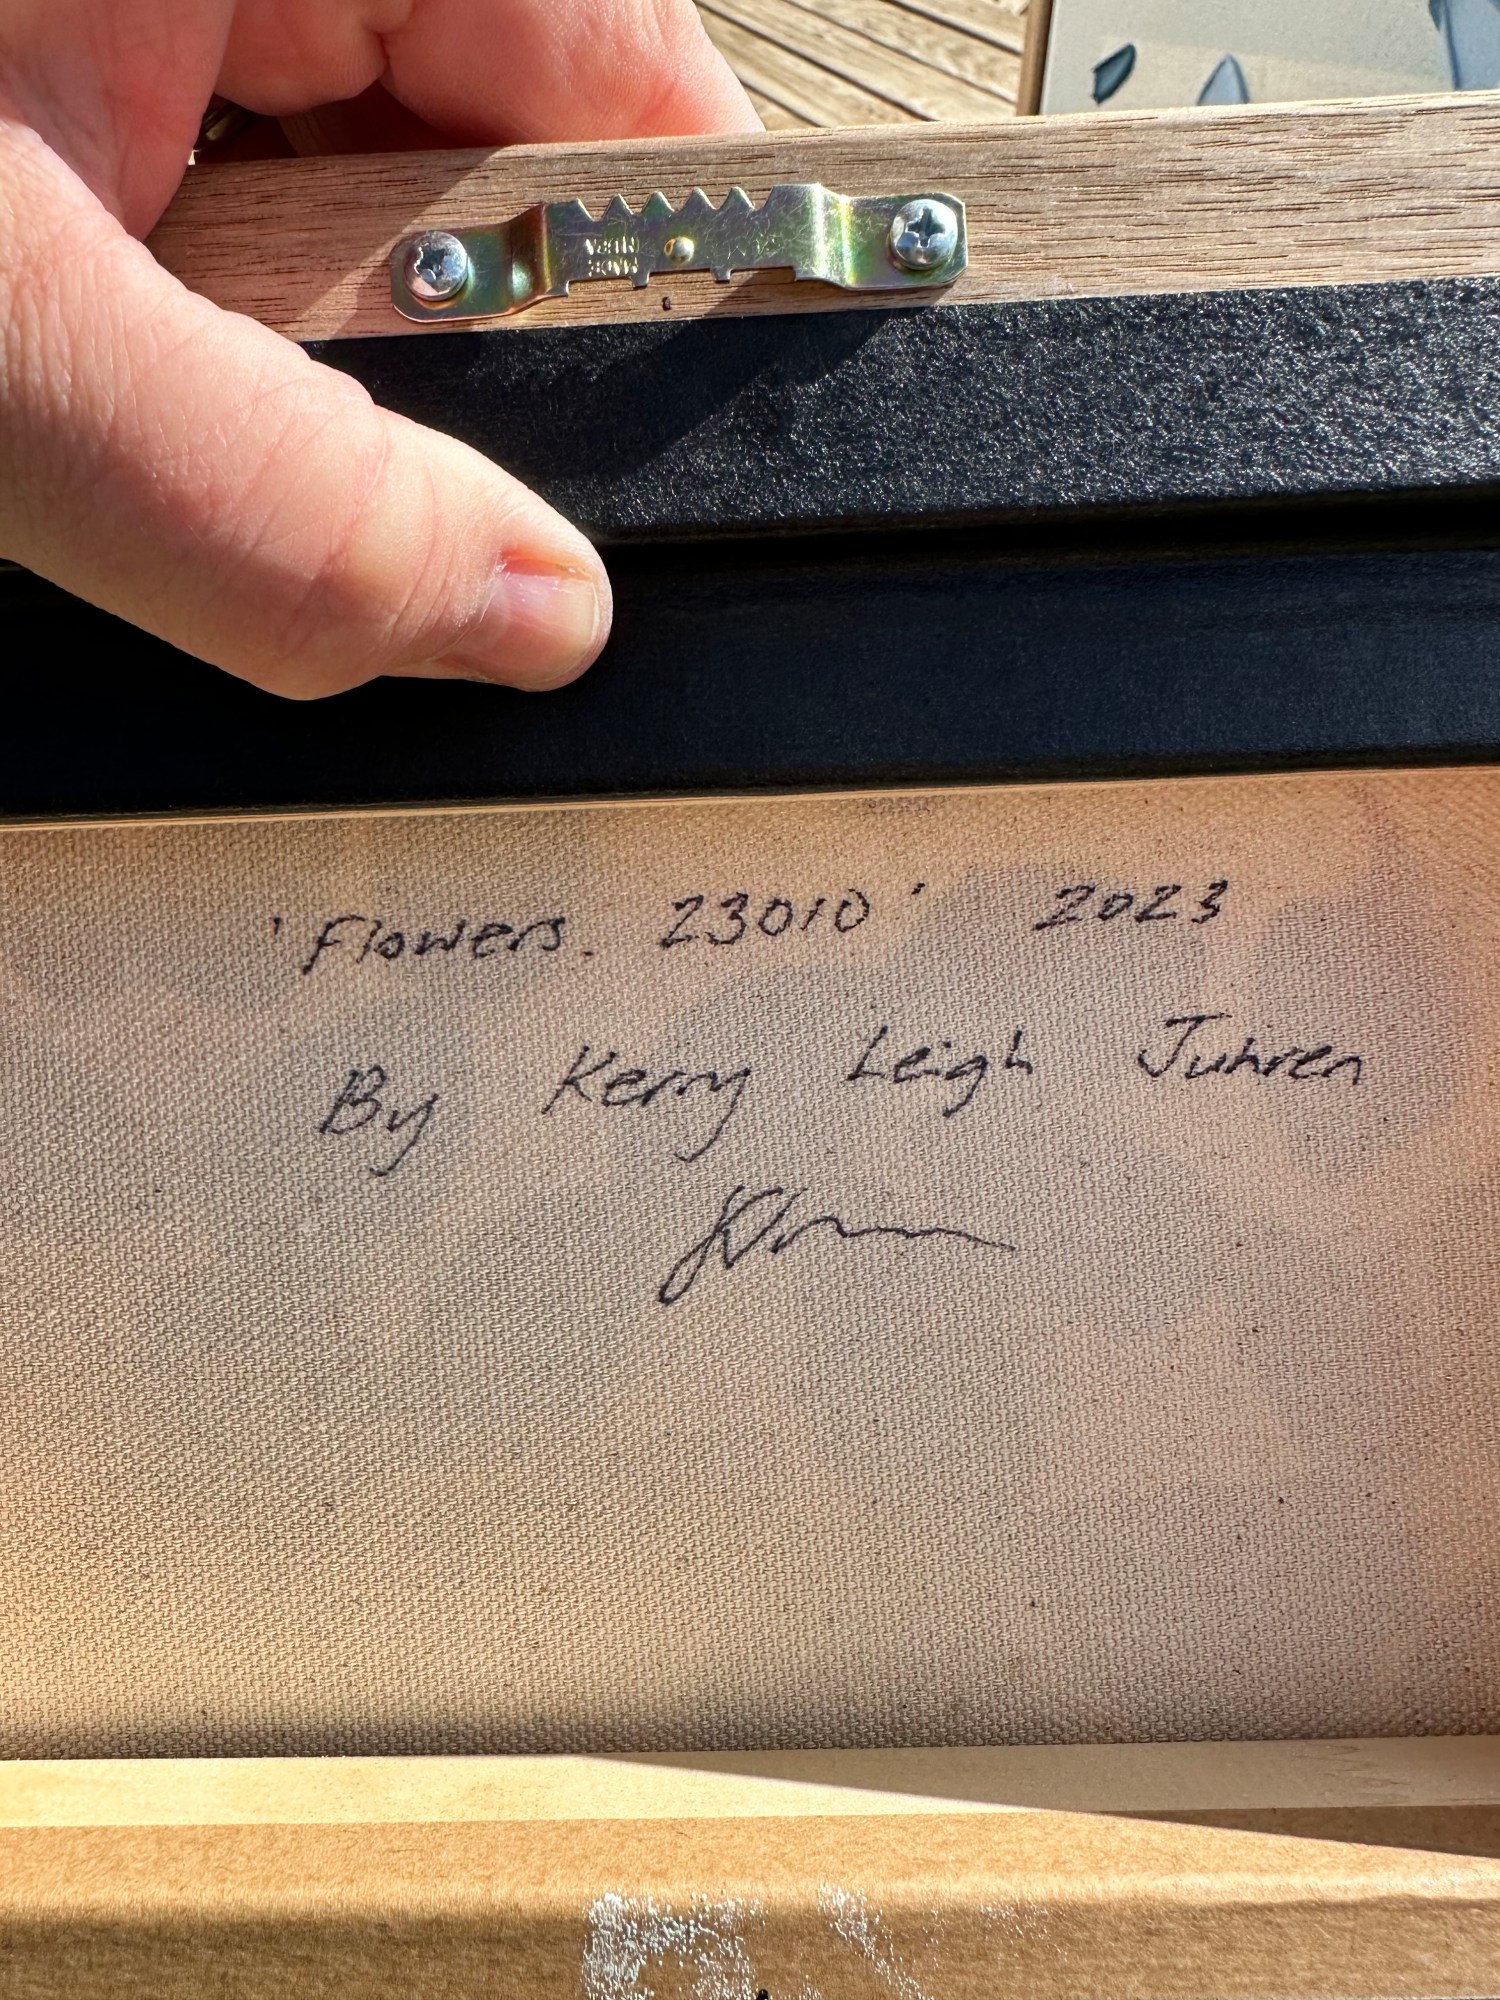 'Flowers. 23010' 2023
By Kerry Leigh Juhren